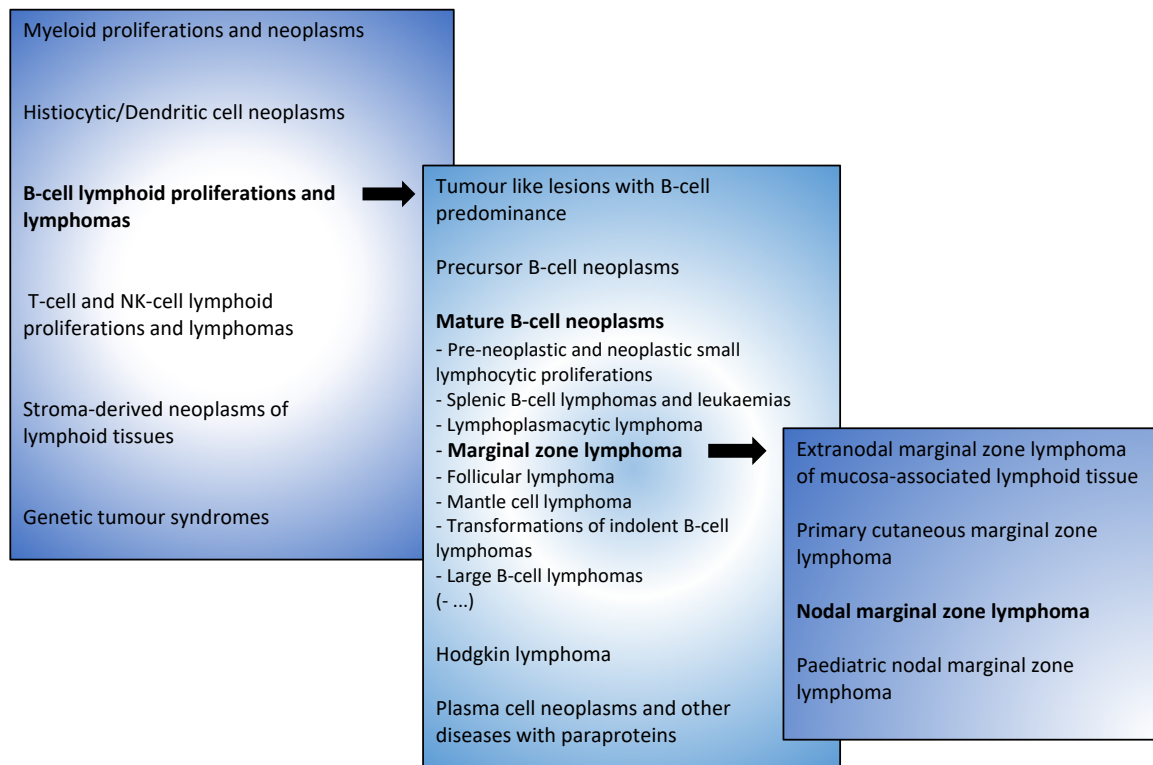 Myeloid proliferations and neoplasms
Histiocytic/Dendritic cell neoplasms
B-cell lymphoid proliferations and
lymphomas
T-cell and NK-cell lymphoid
proliferations and lymphomas
Stroma-derived neoplasms of
lymphoid tissues
Genetic tumour syndromes
Tumour like lesions with B-cell
predominance
Precursor B-cell neoplasms
Mature B-cell neoplasms
- Pre-neoplastic and neoplastic small
lymphocytic proliferations
- Splenic B-cell lymphomas and leukaemias
- Lymphoplasmacytic lymphoma
- Marginal zone lymphoma
- Follicular lymphoma
- Mantle cell lymphoma
- Transformations of indolent B-cell
lymphomas
- Large B-cell lymphomas
(- ...)
Hodgkin lymphoma
Plasma cell neoplasms and other
diseases with paraproteins
Extranodal marginal zone lymphoma
of mucosa-associated lymphoid tissue
Primary cutaneous marginal zone
lymphoma
Nodal marginal zone lymphoma
Paediatric nodal marginal zone
lymphoma